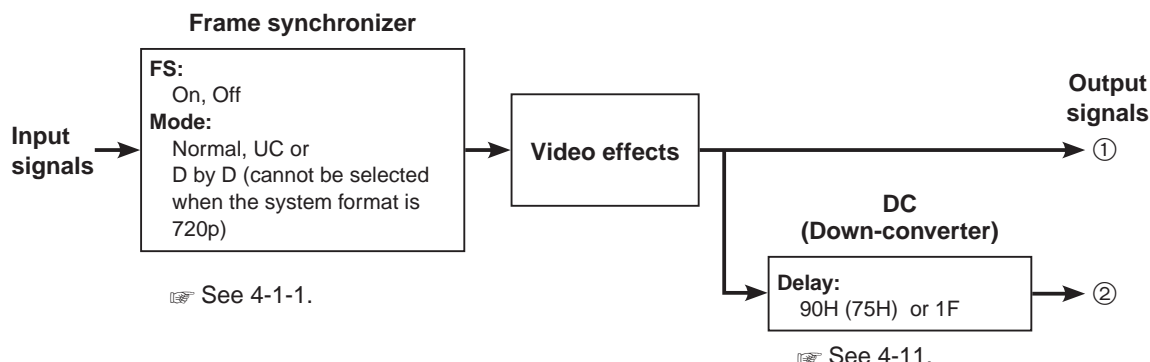 Frame synchronizer
FS:
On, Off
Mode:
Normal, UC or
D by D (cannot be selected
when the system format is
720p)
☞ See 4-1-1.
Input
signals
Video effects
Output
signals
①
DC
(Down-converter)
Delay:
90H (75H) or 1F
②
☞ See 4-11.